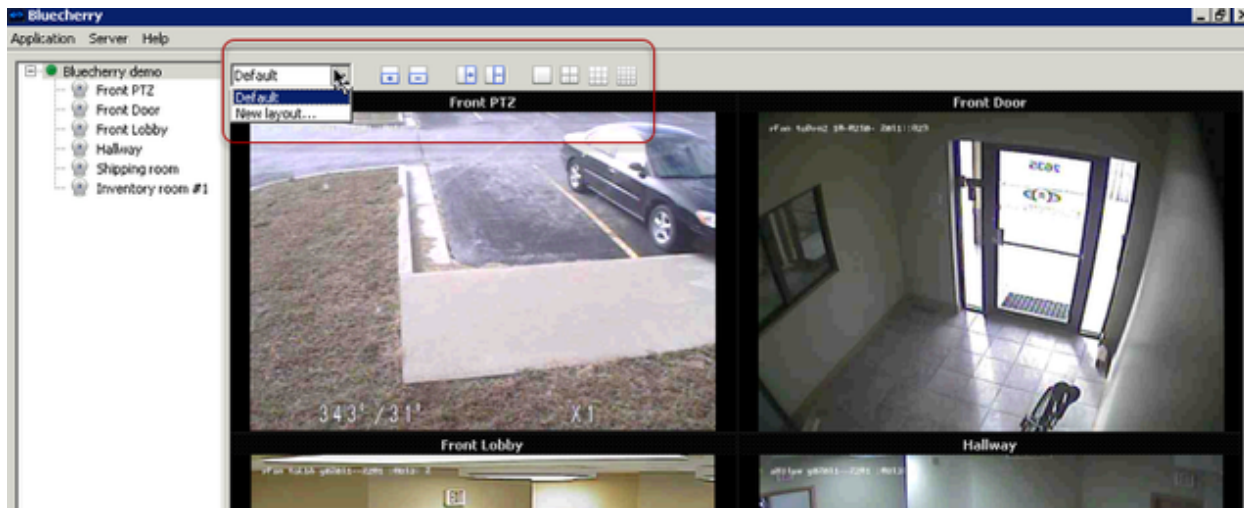 Bluecherry
Application Server Help
Bluecherry demo
Front PTZ
Front Door
Front Lobby
Hallway
Shipping room
Inventory room #1
Default
Default
New layout...
Front PTZ
Front Door
2635
343°/31° X1
Front Lobby
Hallway